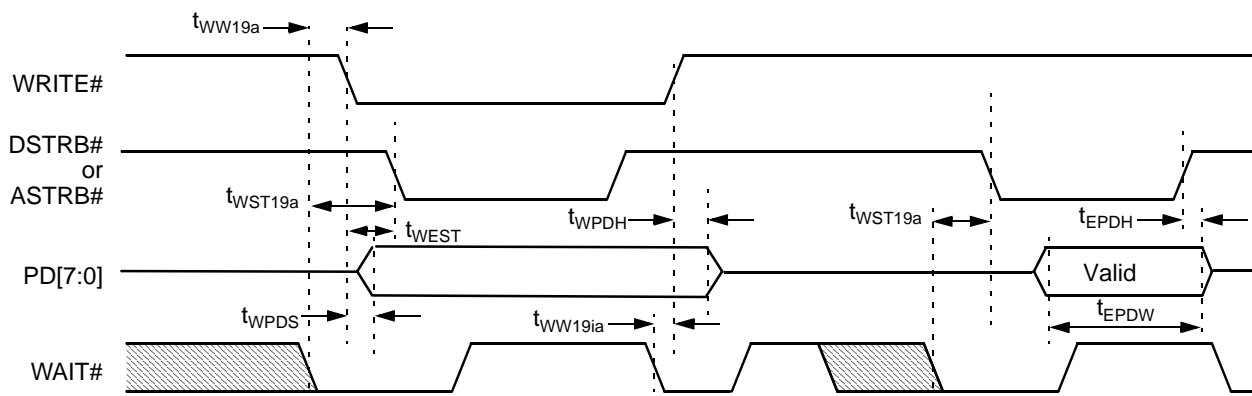 tWW19a
WRITE#
DSTRB#
or
ASTRB#
tWST19a
tWPDH
tWST19a
tEPDH
tWEST
PD[7:0]
Valid
tWPDS
tWW19ia
tEPDW
WAIT#